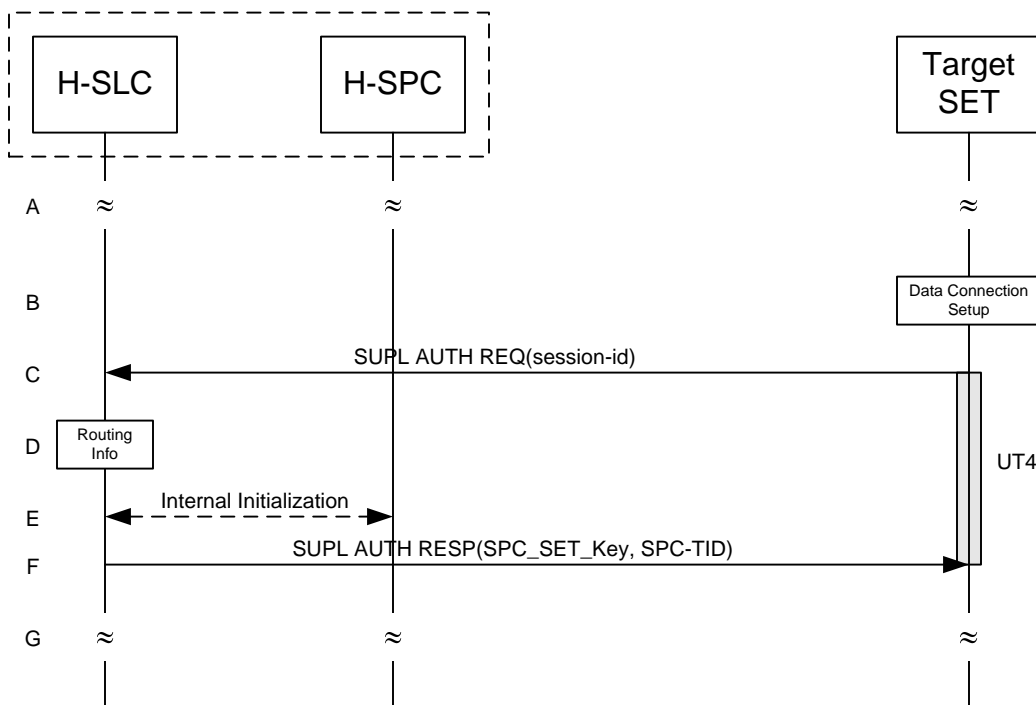 H-SLC
H-SPC
Target
SET
A
≈ ≈ ≈
B
Data Connection
Setup
SUPL AUTH REQ(session-id)
C
D
Routing
Info
UT4
Internal Initialization
E
SUPL AUTH RESP(SPC_SET_Key, SPC-TID)
F
G
≈ ≈ ≈